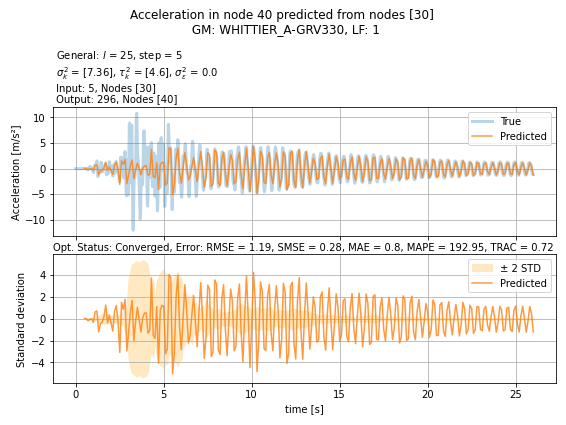 Acceleration in node 40 predicted from nodes [30]
GM: WHITTIER_A-GRV330, LF: 1
General: l = 25, step = 5
σ²ₖ = [7.36], τ²ₖ = [4.6], σ²ε = 0.0
Input: 5, Nodes [30]
Output: 296, Nodes [40]
Acceleration [m/s²]
10
5
0
−5
−10
True
Predicted
Opt. Status: Converged, Error: RMSE = 1.19, SMSE = 0.28, MAE = 0.8, MAPE = 192.95, TRAC = 0.72
Standard deviation
4
2
0
−2
−4
± 2 STD
Predicted
0
5
10
15
20
25
time [s]